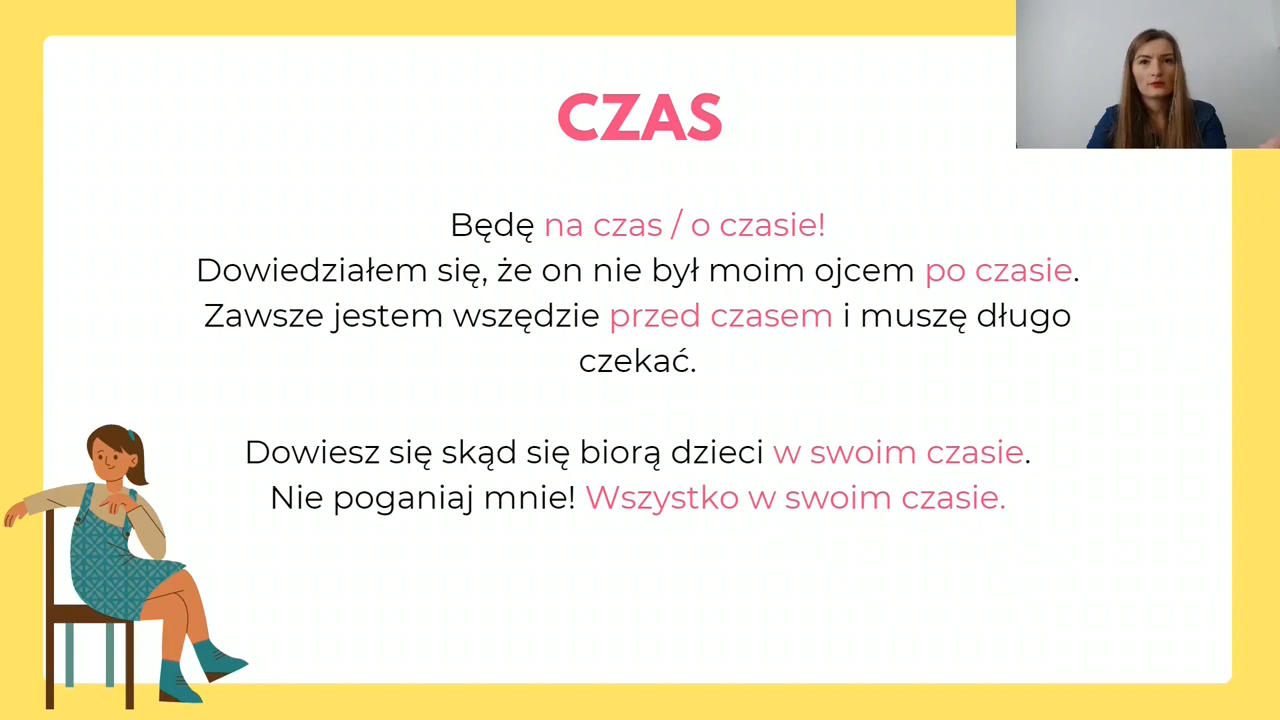 CZAS
Będę na czas / o czasie!
Dowiedziałem się, że on nie był moim ojcem po czasie.
Zawsze jestem wszędzie przed czasem i muszę długo
czekać.
Dowiesz się skąd się biorą dzieci w swoim czasie.
Nie poganiaj mnie! Wszystko w swoim czasie.